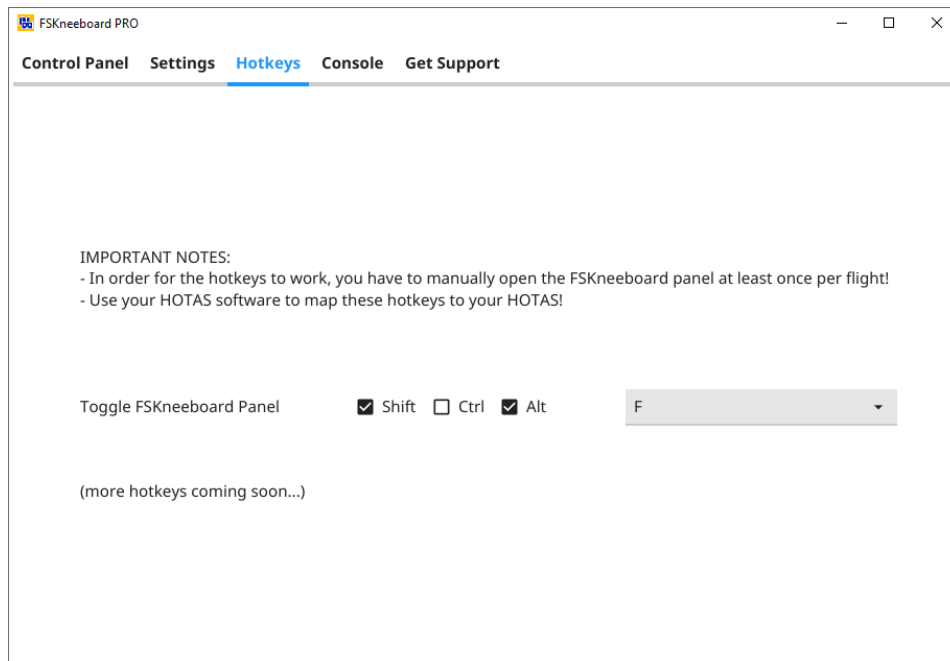 FSKneeboard PRO
Control Panel Settings Hotkeys Console Get Support
IMPORTANT NOTES:
- In order for the hotkeys to work, you have to manually open the FSKneeboard panel at least once per flight!
- Use your HOTAS software to map these hotkeys to your HOTAS!
Toggle FSKneeboard Panel Shift Ctrl Alt F
(more hotkeys coming soon...)